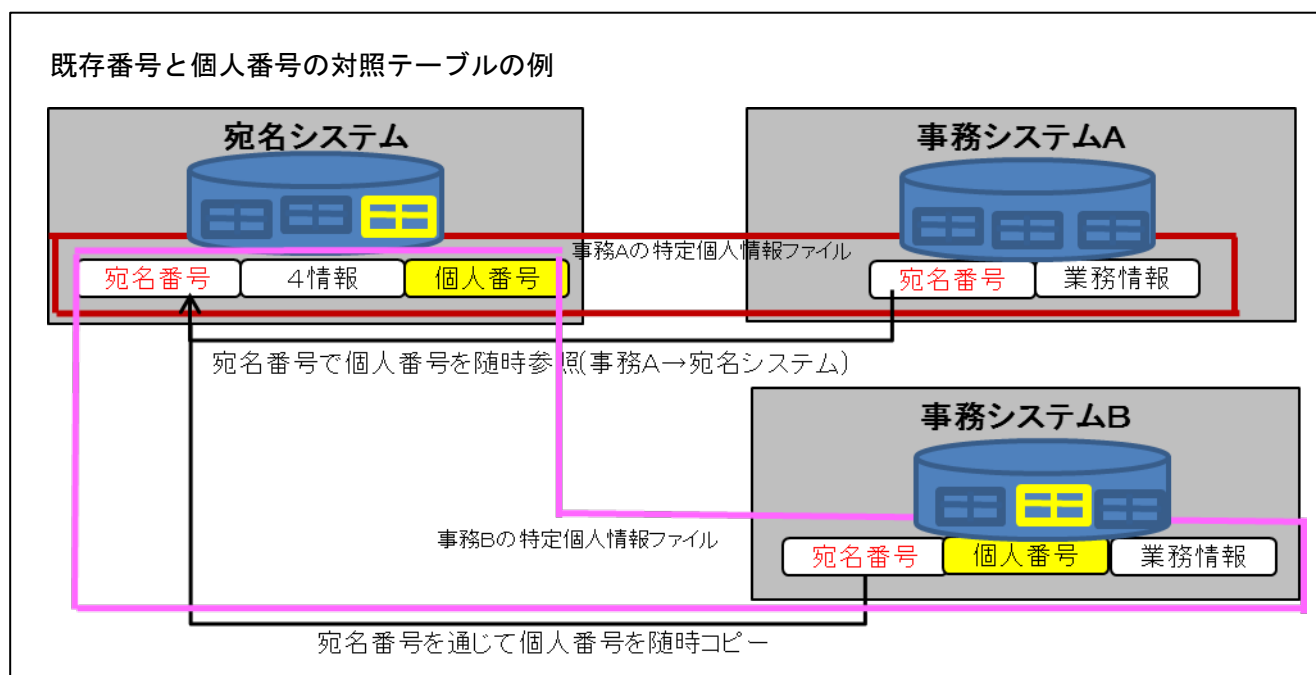 既存番号と個人番号の対照テーブルの例
宛名システム
事務システムA
事務Aの特定個人情報ファイル
宛名番号
4情報
個人番号
宛名番号
業務情報
宛名番号で個人番号を随時参照(事務A→宛名システム)
事務システムB
事務Bの特定個人情報ファイル
宛名番号
個人番号
業務情報
宛名番号を通じて個人番号を随時コピー